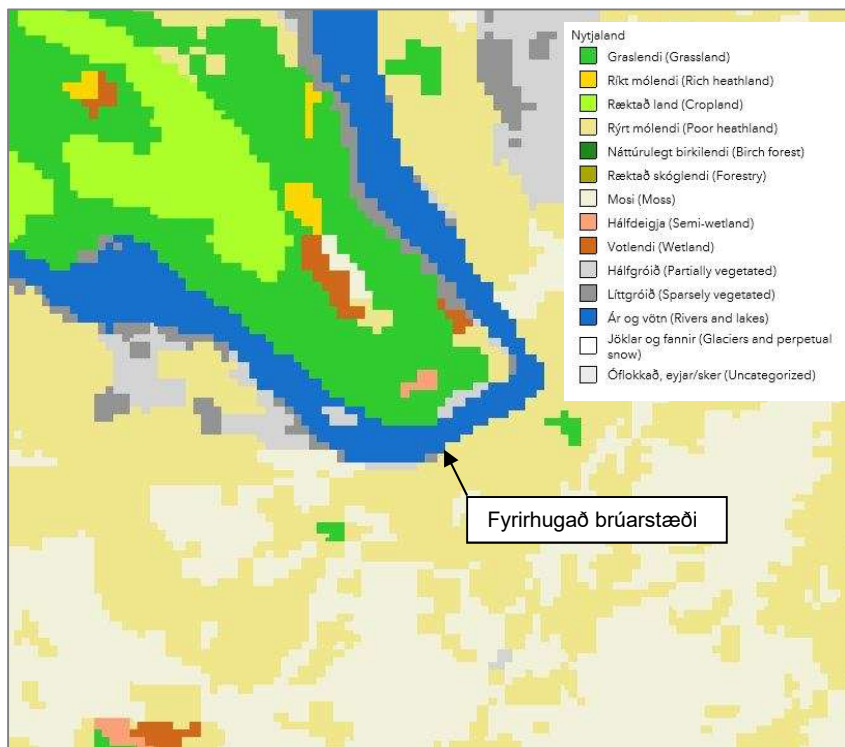 Nytjaland
Graslendi (Grassland)
Ríkt mólendi (Rich heathland)
Ræktað land (Cropland)
Rýrt mólendi (Poor heathland)
Náttúrulegt birkilendi (Birch forest)
Ræktað skóglendi (Forestry)
Mosi (Moss)
Hálfdeigja (Semi-wetland)
Votlendi (Wetland)
Hálfgróið (Partially vegetated)
Líttgróið (Sparsely vegetated)
Ár og vötn (Rivers and lakes)
Jöklar og fannir (Glaciers and perpetual
snow)
Óflokkað, eyjar/sker (Uncategorized)
Fyrirhugað brúarstæði